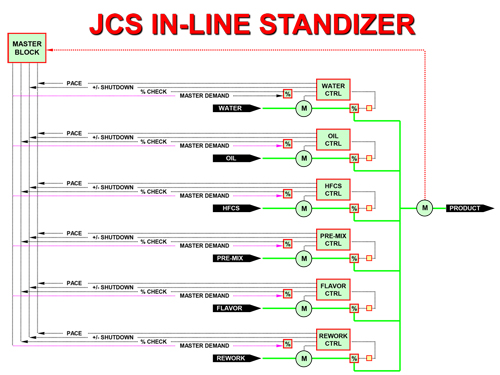 JCS IN-LINE STANDIZER
MASTER
BLOCK
PACE
+/- SHUTDOWN
% CHECK
MASTER DEMAND
%
WATER
CTRL
WATER
M
%
PACE
+/- SHUTDOWN
% CHECK
MASTER DEMAND
%
OIL
CTRL
OIL
M
%
PACE
+/- SHUTDOWN
% CHECK
MASTER DEMAND
%
HFCS
CTRL
HFCS
M
%
M
PRODUCT
PACE
+/- SHUTDOWN
% CHECK
MASTER DEMAND
%
PRE-MIX
CTRL
PRE-MIX
M
%
PACE
+/- SHUTDOWN
% CHECK
MASTER DEMAND
%
FLAVOR
CTRL
FLAVOR
M
%
PACE
+/- SHUTDOWN
% CHECK
MASTER DEMAND
%
REWORK
CTRL
REWORK
M
%